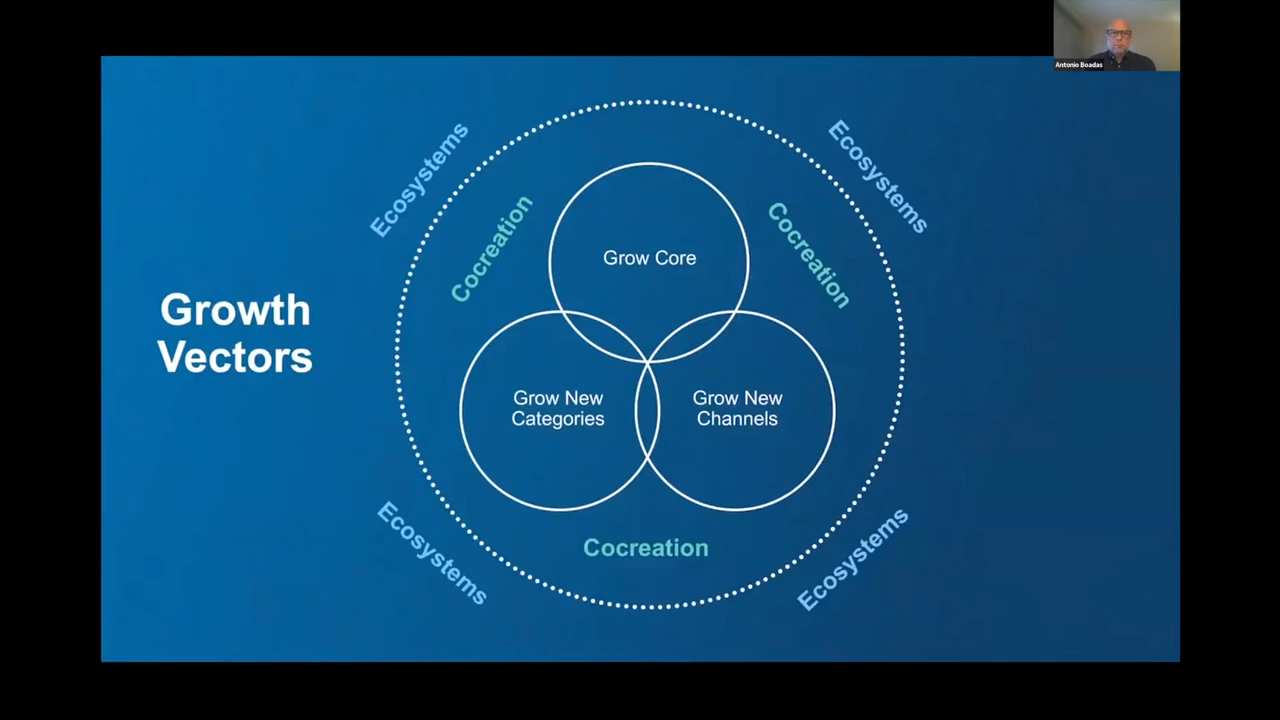 Antonio Boadas
Growth
Vectors
Ecosystems
Ecosystems
Cocreation
Cocreation
Grow Core
Grow New
Categories
Grow New
Channels
Cocreation
Ecosystems
Ecosystems